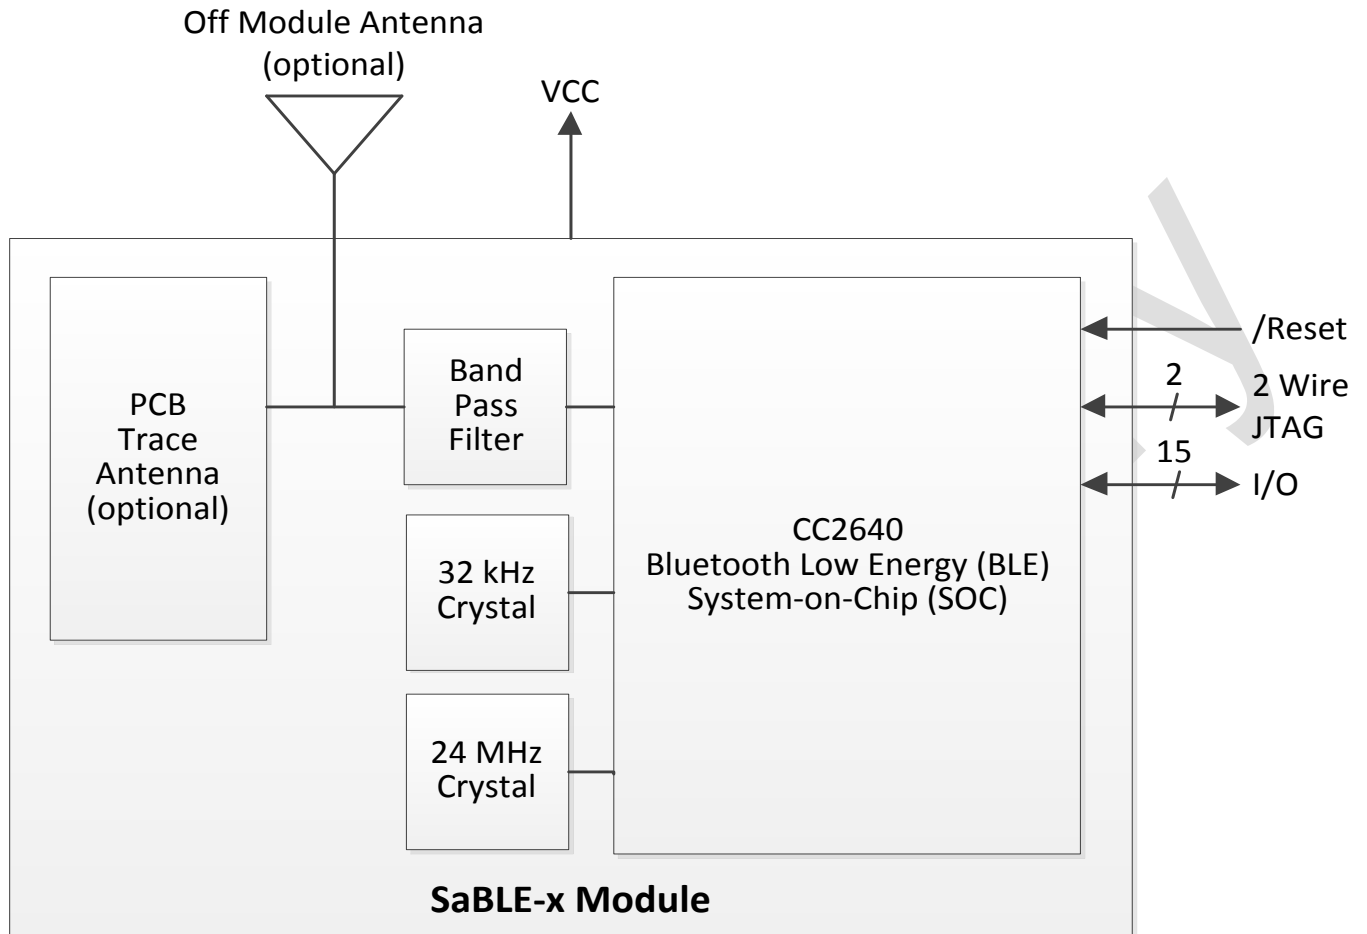 Off Module Antenna
(optional)
VCC
PCB
Trace
Antenna
(optional)
Band
Pass
Filter
32 kHz
Crystal
24 MHz
Crystal
CC2640
Bluetooth Low Energy (BLE)
System-on-Chip (SOC)
/Reset
2
2 Wire
JTAG
15
I/O
SaBLE-x Module